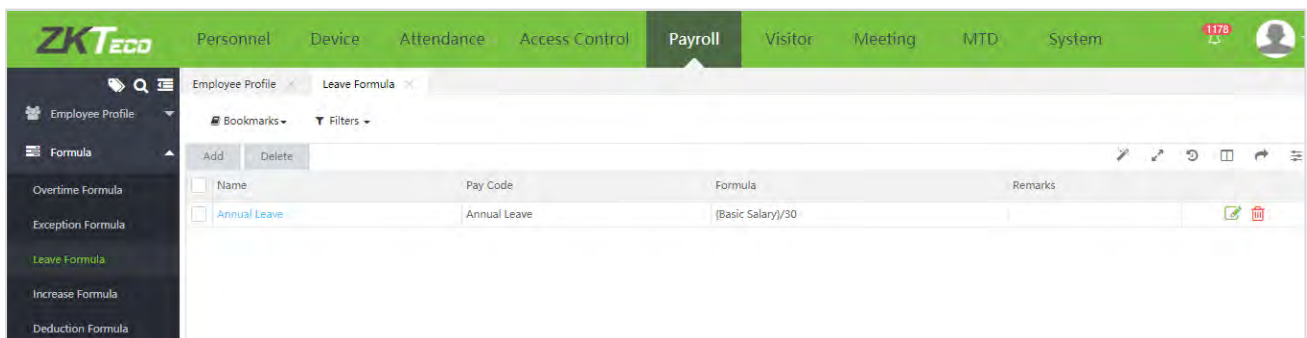 ZKTECO Personnel Device Attendance Access Control Payroll Visitor Meeting MTD System 1178
Employee Profile Leave Formula
Employee Profile
Bookmarks Filters
Formula
Add Delete
Name Pay Code Formula Remarks
Overtime Formula
Annual Leave Annual Leave {Basic Salary}/30
Exception Formula
Leave Formula
Increase Formula
Deduction Formula